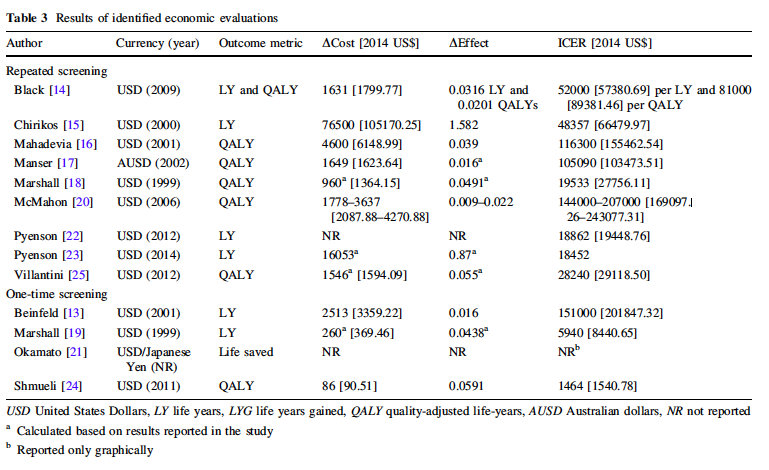 Table 3 Results of identified economic evaluations
Author Currency (year) Outcome metric ΔCost [2014 US$] ΔEffect ICER [2014 US$]
Repeated screening
Black [14] USD (2009) LY and QALY 1631 [1799.77] 0.0316 LY and 52000 [57380.69] per LY and 81000
0.0201 QALYs [89381.46] per QALY
Chirikos [15] USD (2000) LY 76500 [105170.25] 1.582 48357 [66479.97]
Mahadevia [16] USD (2001) QALY 4600 [6148.99] 0.039 116300 [155462.54]
Manser [17] AUSD (2002) QALY 1649 [1623.64] 0.016a 105090 [103473.51]
Marshall [18] USD (1999) QALY 960a [1364.15] 0.0491a 19533 [27756.11]
McMahon [20] USD (2006) QALY 1778–3637 0.009–0.022 144000–207000 [169097.
[2087.88–4270.88] 26–243077.31]
Pyenson [22] USD (2012) LY NR NR 18862 [19448.76]
Pyenson [23] USD (2014) LY 16053a 0.87a 18452
Villantini [25] USD (2012) QALY 1546a [1594.09] 0.055a 28240 [29118.50]
One-time screening
Beinfeld [13] USD (2001) LY 2513 [3359.22] 0.016 151000 [201847.32]
Marshall [19] USD (1999) LY 260a [369.46] 0.0438a 5940 [8440.65]
Okamato [21] USD/Japanese Life saved NR NR NRb
Yen (NR)
Shmueli [24] USD (2011) QALY 86 [90.51] 0.0591 1464 [1540.78]
USD United States Dollars, LY life years, LYG life years gained, QALY quality-adjusted life-years, AUSD Australian dollars, NR not reported
a Calculated based on results reported in the study
b Reported only graphically